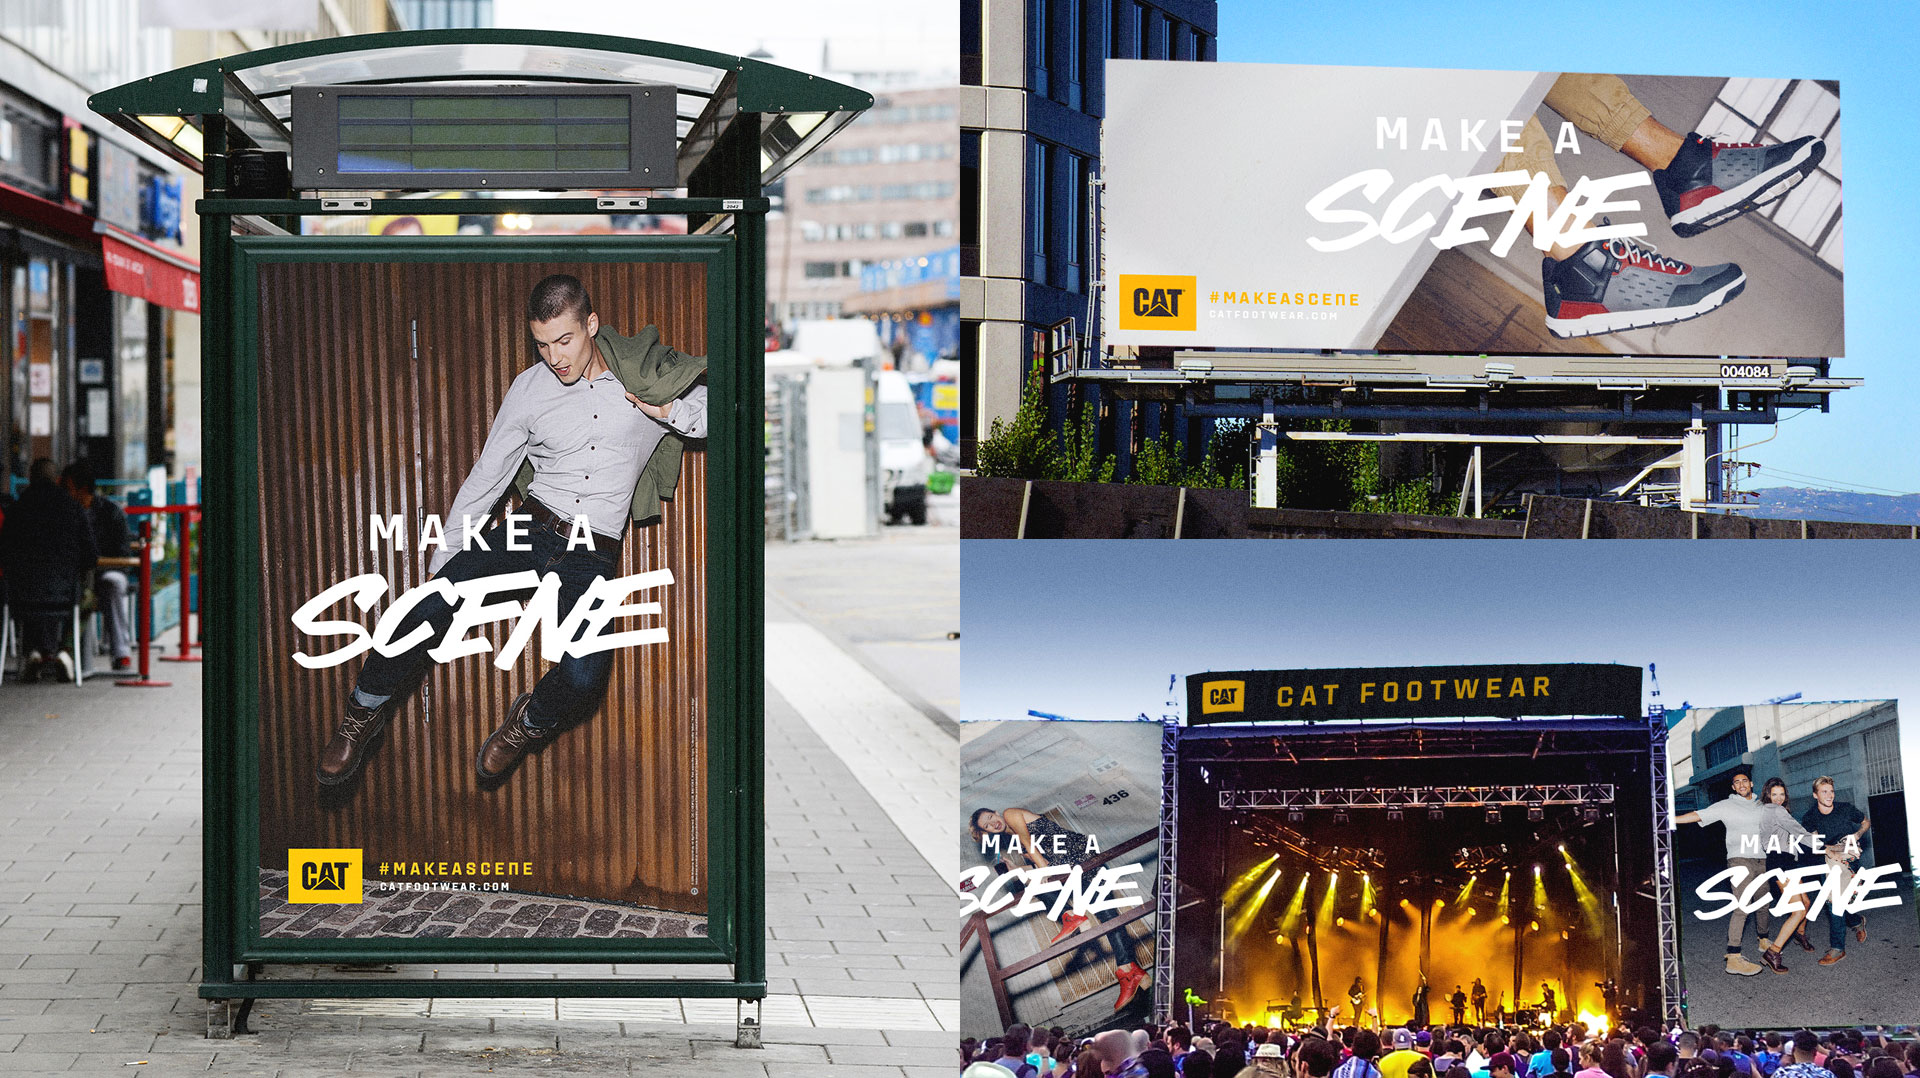 MAKE A
SCENE
CAT
#MAKEASCENE
CATFOOTWEAR.COM
MAKE A
SCENE
CAT
#MAKEASCENE
CATFOOTWEAR.COM
004084
CAT
CAT FOOTWEAR
436
MAKE A
SCENE
MAKE A
SCENE